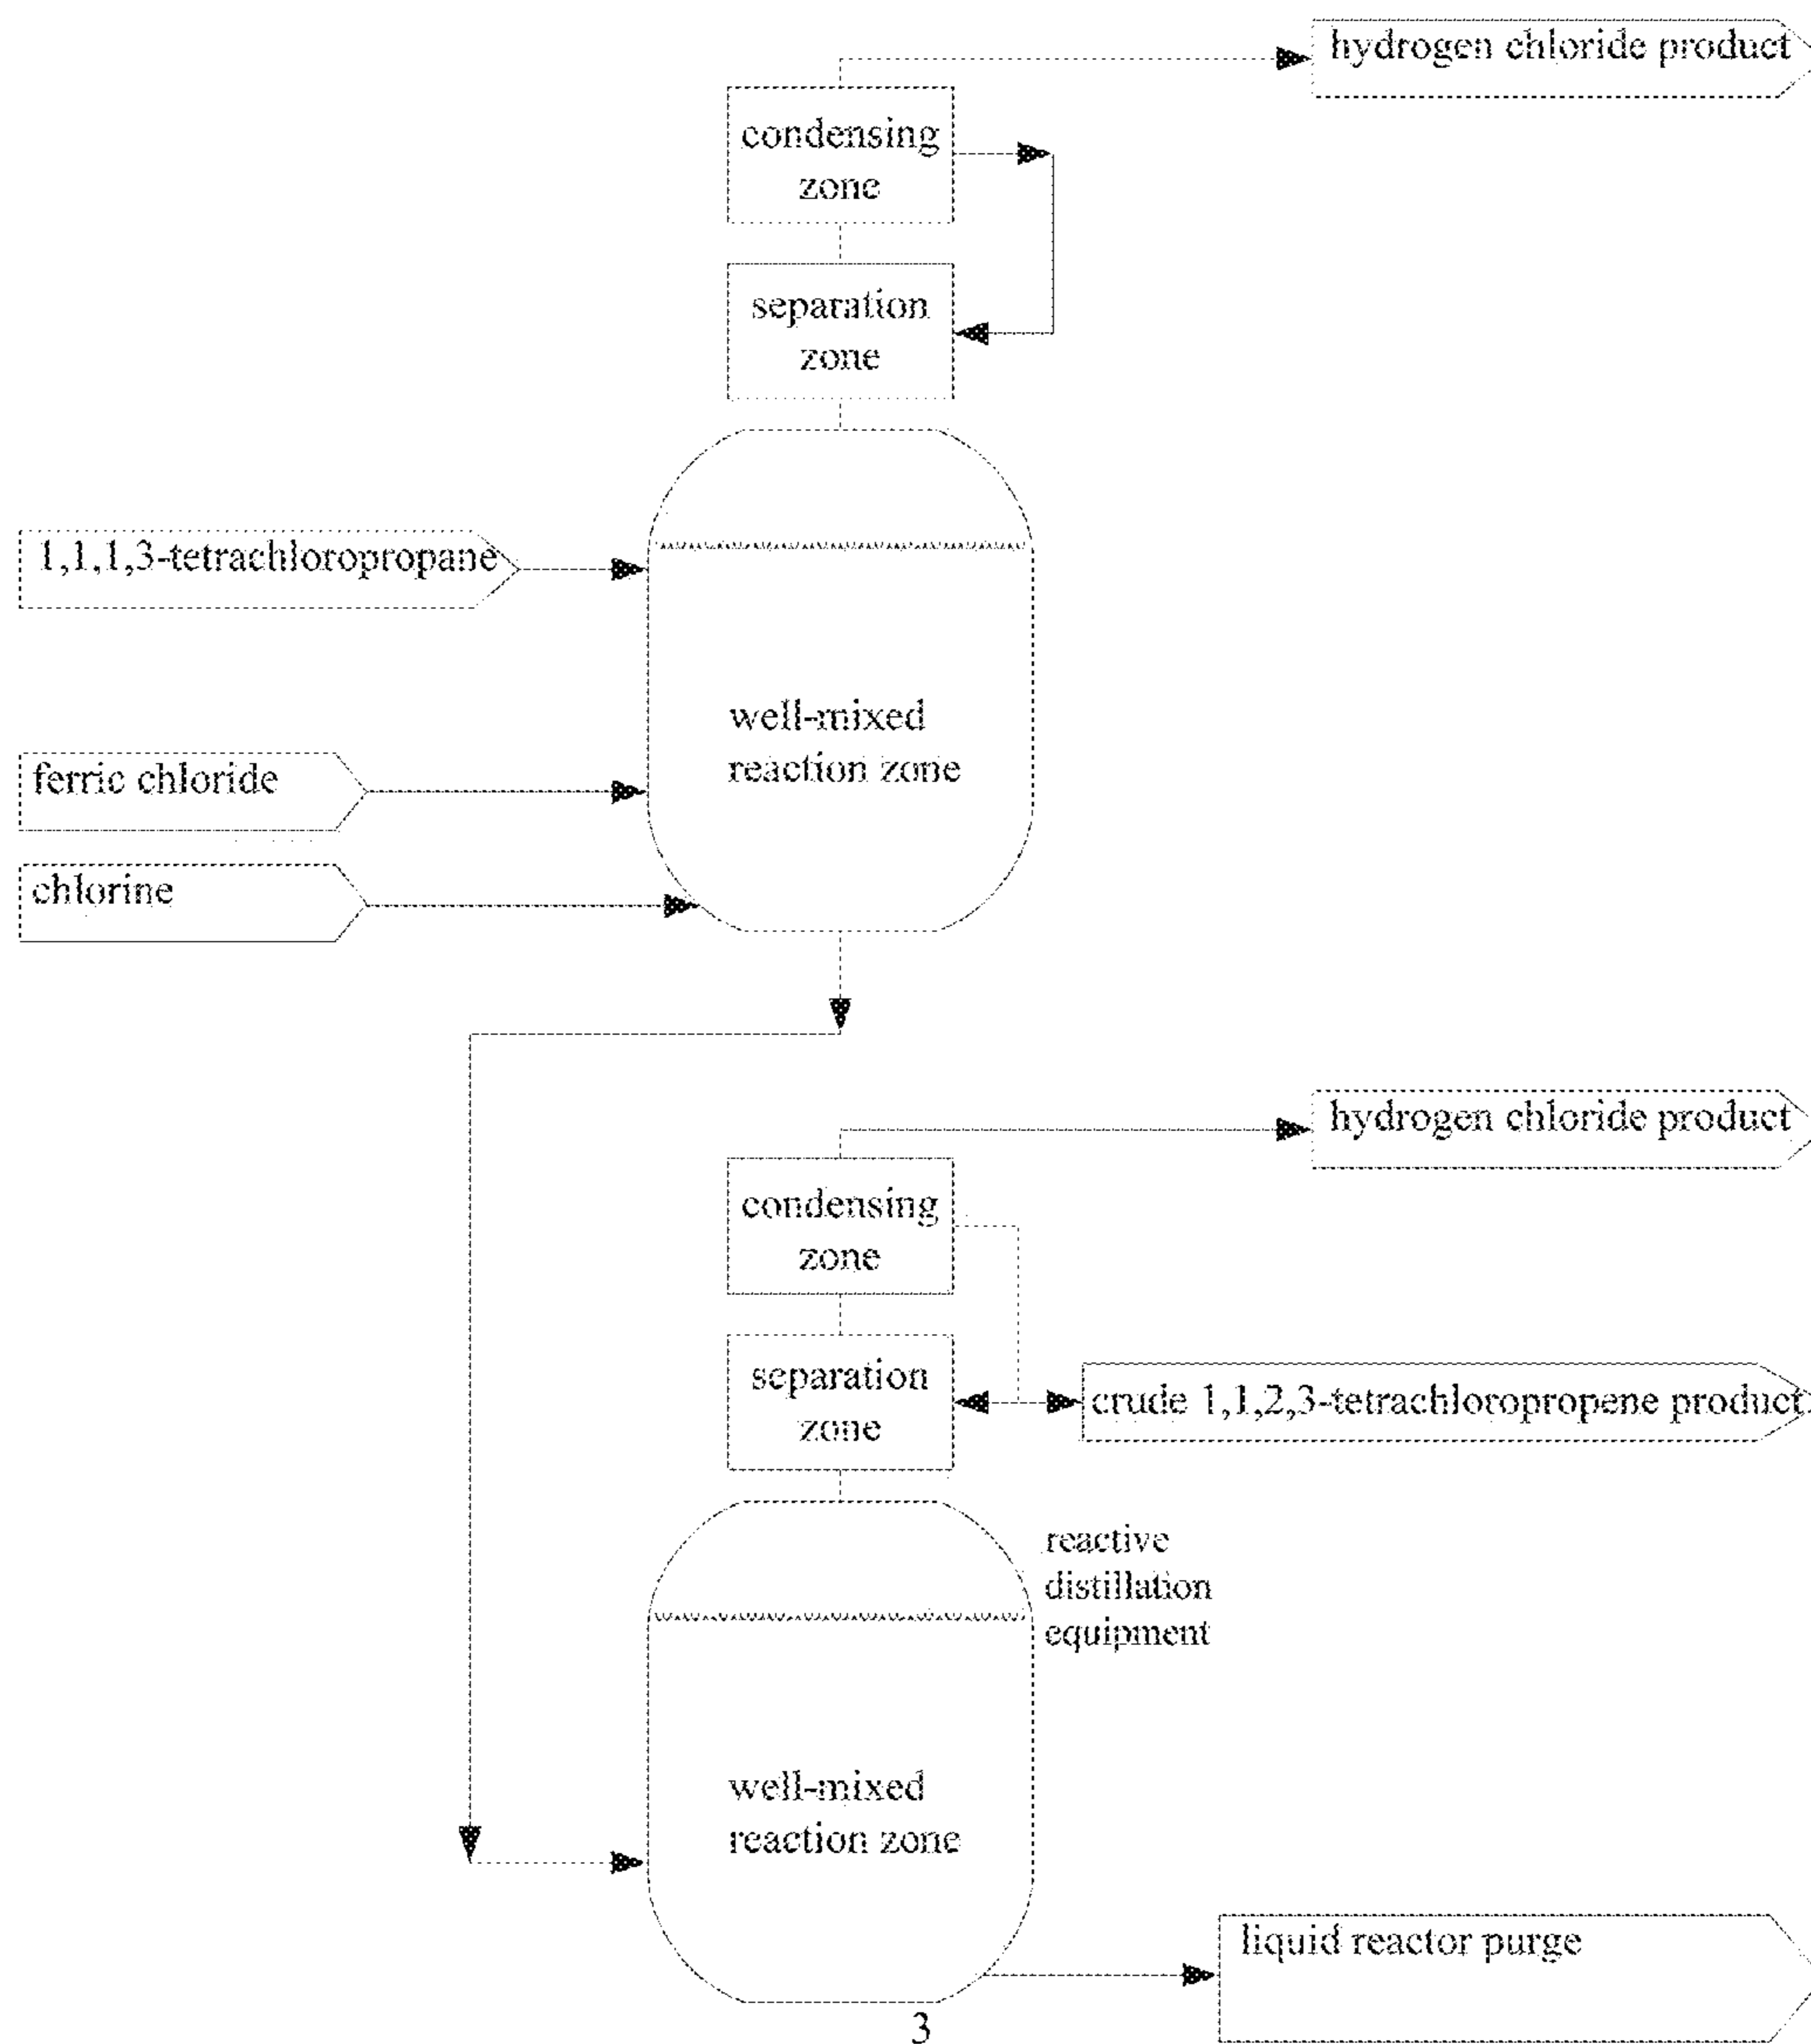 hydrogen chloride product
condensing
zone
separation
zone
1,1,1,3-tetrachloropropane
well-mixed
reaction zone
ferric chloride
chlorine
hydrogen chloride product
condensing
zone
separation
zone
crude 1,1,2,3-tetrachloropropene product
reactive
distillation
equipment
well-mixed
reaction zone
liquid reactor purge
3